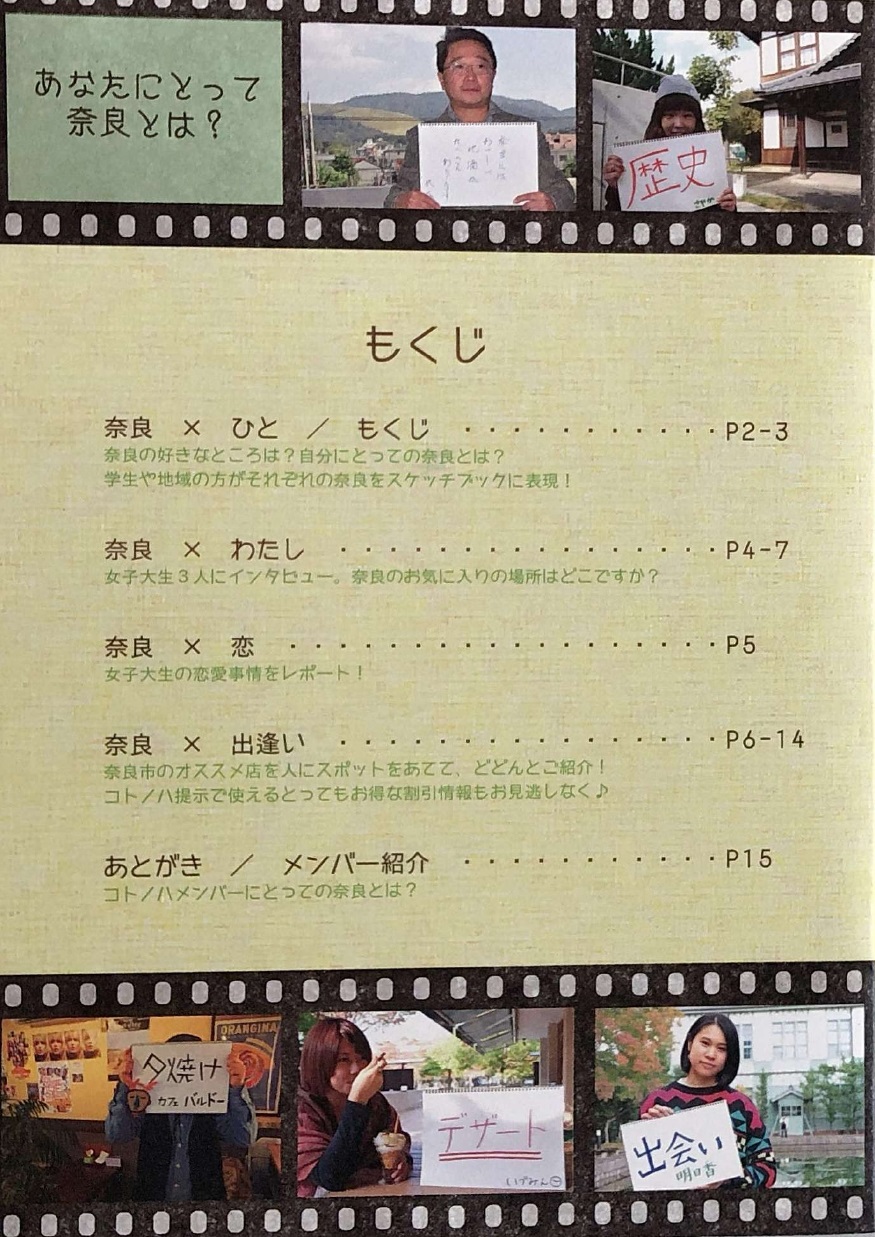 あなたにとって
奈良とは？
歴史
もくじ
奈良　×　ひと　／　もくじ　・・・・・・・・・・・P2-3
奈良の好きなところは？自分にとっての奈良とは？
学生や地域の方がそれぞれの奈良をスケッチブックに表現！
奈良　×　わたし　・・・・・・・・・・・・・・・・P4-7
女子大生３人にインタビュー。奈良のお気に入りの場所はどこですか？
奈良　×　恋　・・・・・・・・・・・・・・・・・・P5
女子大生の恋愛事情をレポート！
奈良　×　出逢い　・・・・・・・・・・・・・・・・P6-14
奈良市のオススメ店を人にスポットをあてて、どどんとご紹介！
コトノハ提示で使えるとってもお得な割引情報もお見逃しなく♪
あとがき　／　メンバー紹介　・・・・・・・・・・・P15
コトノハメンバーにとっての奈良とは？
ORANGINA
夕焼け
カフェ バルドー
デザート
いずみん
出会い
明日香